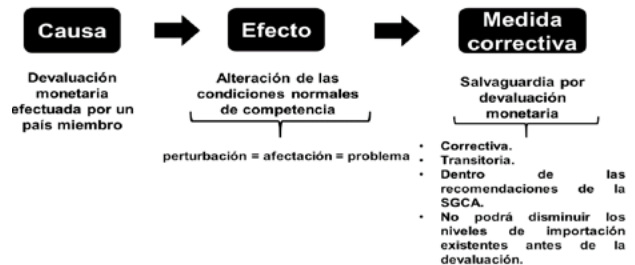 Causa
Efecto
Medida
correctiva
Devaluación
monetaria
efectuada por un
país miembro
Alteración de las
condiciones normales
de competencia
perturbación = afectación = problema
Salvaguardia por
devaluación
monetaria
• Correctiva.
• Transitoria.
• Dentro de las
recomendaciones de la
SGCA.
• No podrá disminuir los
niveles de importación
existentes antes de la
devaluación.